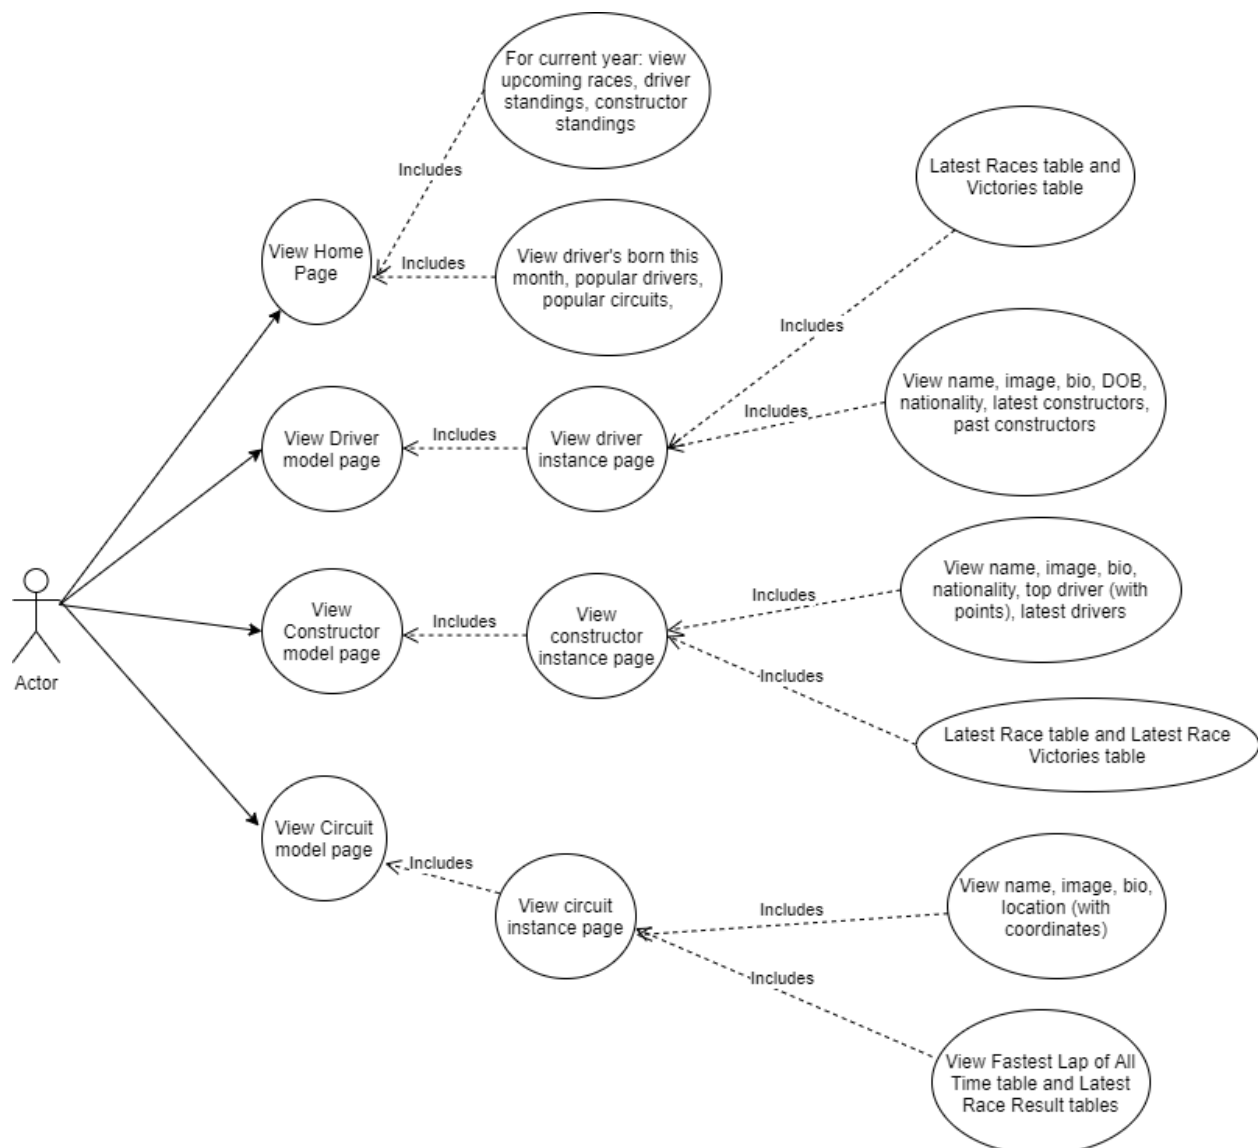 For current year: view
upcoming races, driver
standings, constructor
standings
Includes
Latest Races table and
Victories table
View Home
Page
Includes
View driver's born this
month, popular drivers,
popular circuits,
Includes
View name, image, bio, DOB,
nationality, latest constructors,
past constructors
Includes
View Driver
model page
Includes
View driver
instance page
View name, image, bio,
nationality, top driver (with
points), latest drivers
Includes
View
Constructor
model page
Includes
View
constructor
instance page
Includes
Actor
Latest Race table and Latest Race
Victories table
View Circuit
model page
Includes
View circuit
instance page
Includes
View name, image, bio,
location (with
coordinates)
Includes
View Fastest Lap of All
Time table and Latest
Race Result tables